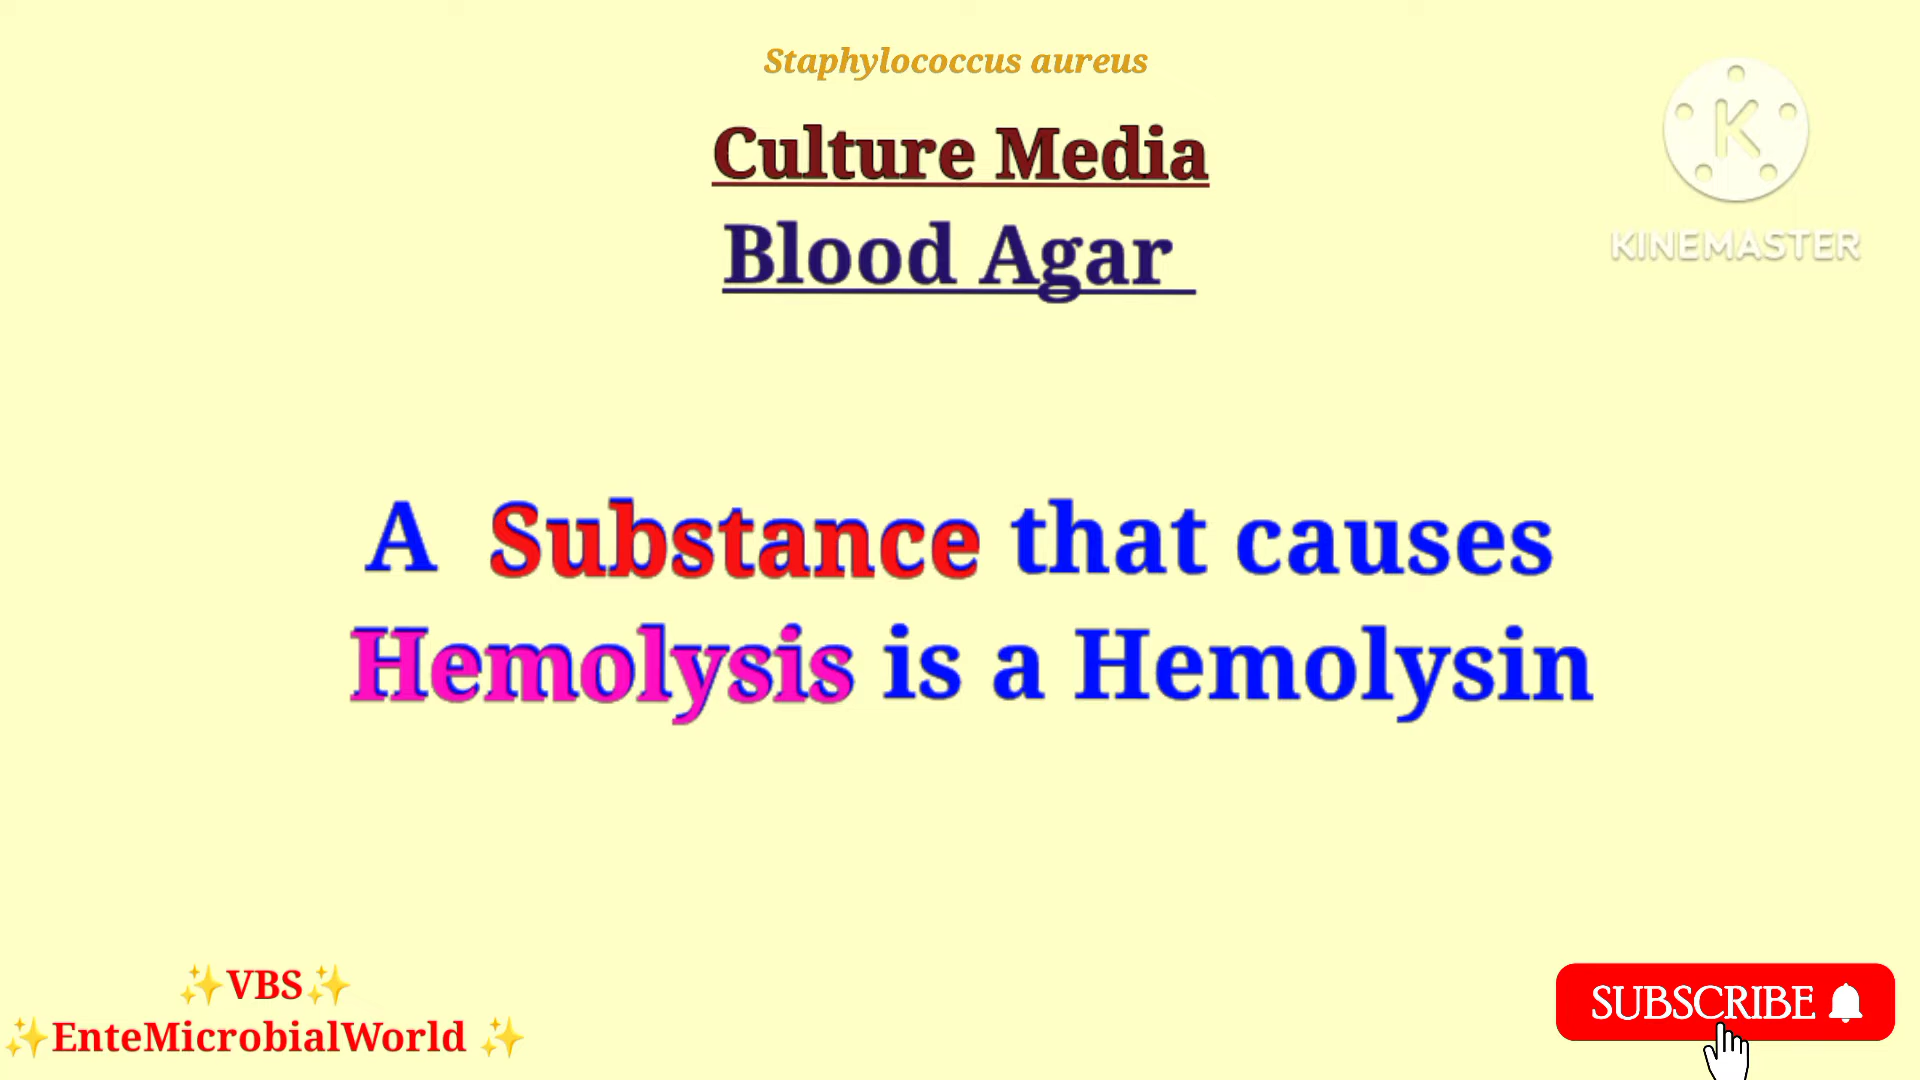 Staphylococcus aureus
Culture Media
Blood Agar
K
KINEMASTER
A Substance that causes
Hemolysis is a Hemolysin
✨VBS✨
✨EnteMicrobialWorld ✨
SUBSCRIBE